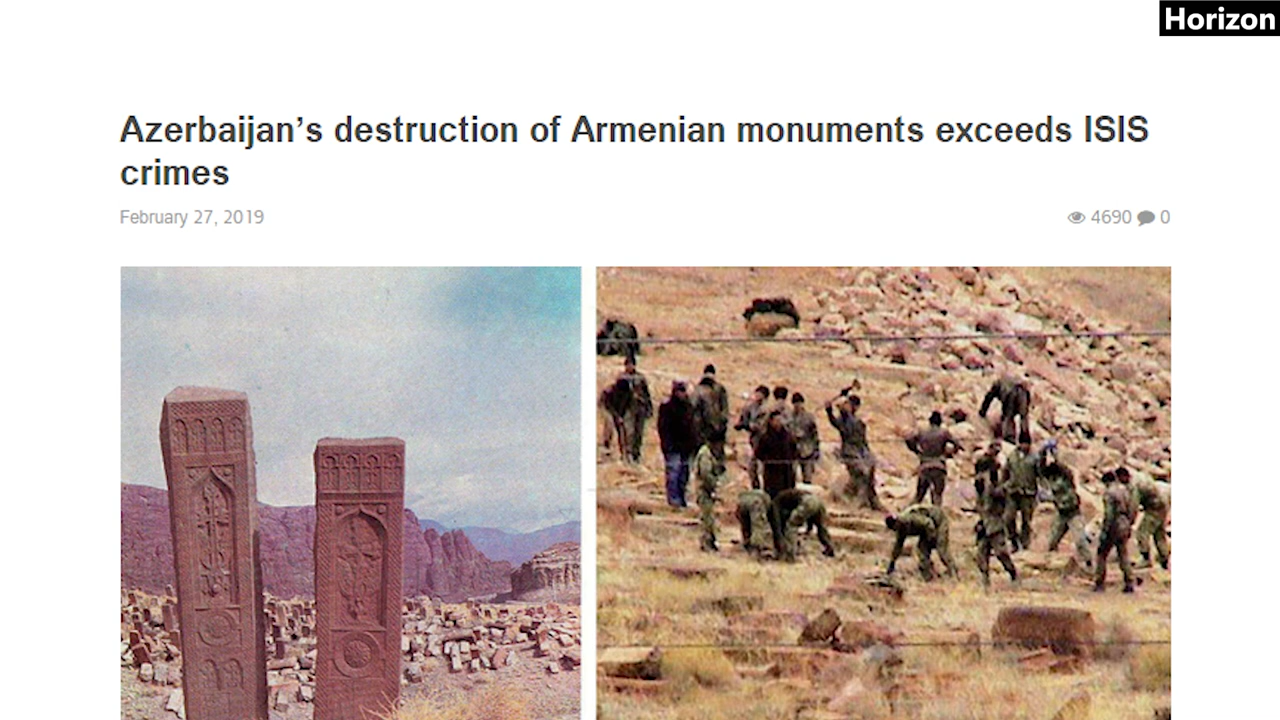 Horizon
Azerbaijan’s destruction of Armenian monuments exceeds ISIS
crimes
February 27, 2019
4690 0